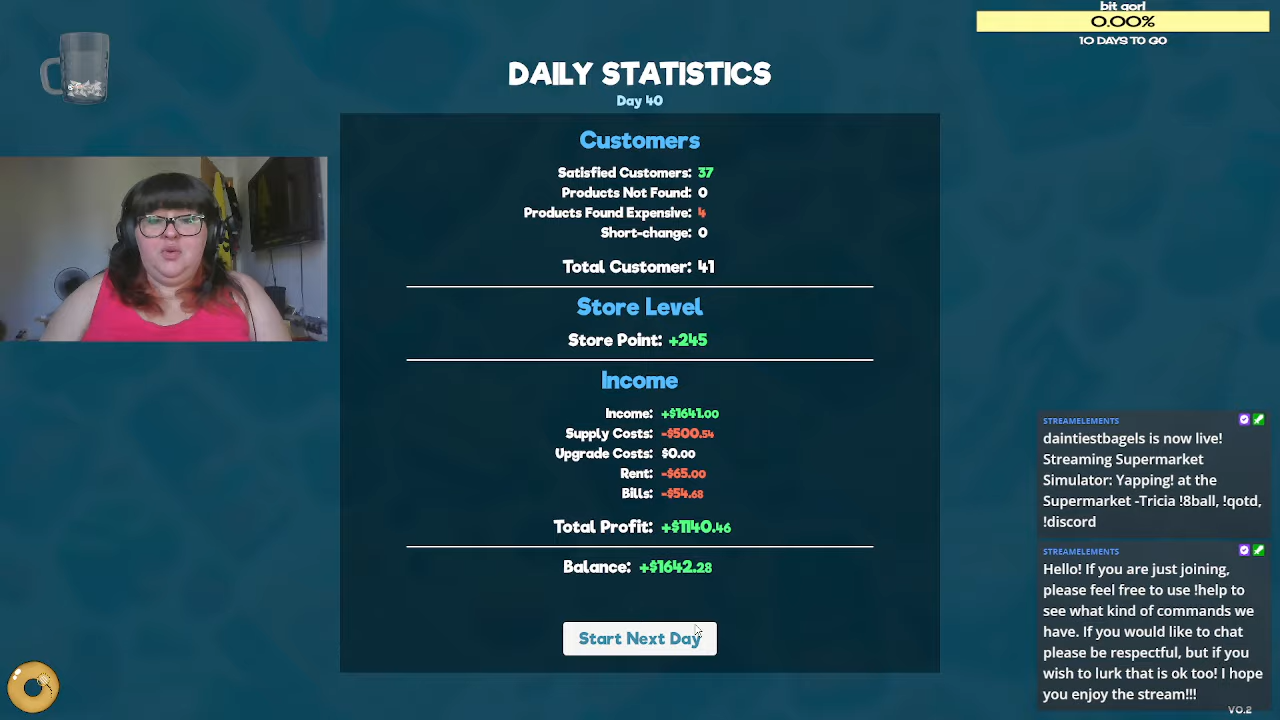 bit gorl
0.00%
10 DAYS TO GO
DAILY STATISTICS
Day 40
Customers
Satisfied Customers: 37
Products Not Found: 0
Products Found Expensive: 4
Short-change: 0
Total Customer: 41
Store Level
Store Point: +245
Income
Income: +$1641.00
Supply Costs: -$500.54
Upgrade Costs: $0.00
Rent: -$65.00
Bills: -$54.68
Total Profit: +$1140.46
Balance: +$1642.28
Start Next Day
STREAMELEMENTS
daintiestbagels is now live!
Streaming Supermarket
Simulator: Yapping! at the
Supermarket -Tricia !8ball, !qotd,
!discord
STREAMELEMENTS
Hello! If you are just joining,
please feel free to use !help to
see what kind of commands we
have. If you would like to chat
please be respectful, but if you
wish to lurk that is ok too! I hope
you enjoy the stream!!!
V0.2